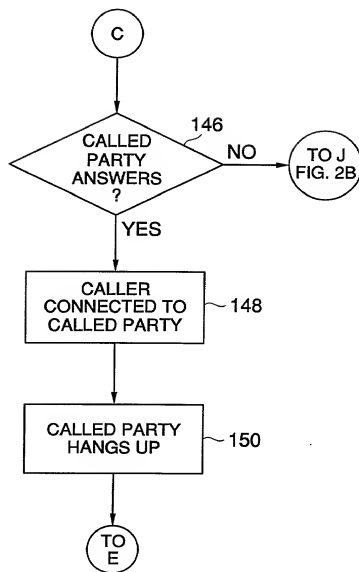 C
146
CALLED
PARTY
ANSWERS
?
NO
TO J
FIG. 2B
YES
CALLER
CONNECTED TO
CALLED PARTY
148
CALLED PARTY
HANGS UP
150
TO
E